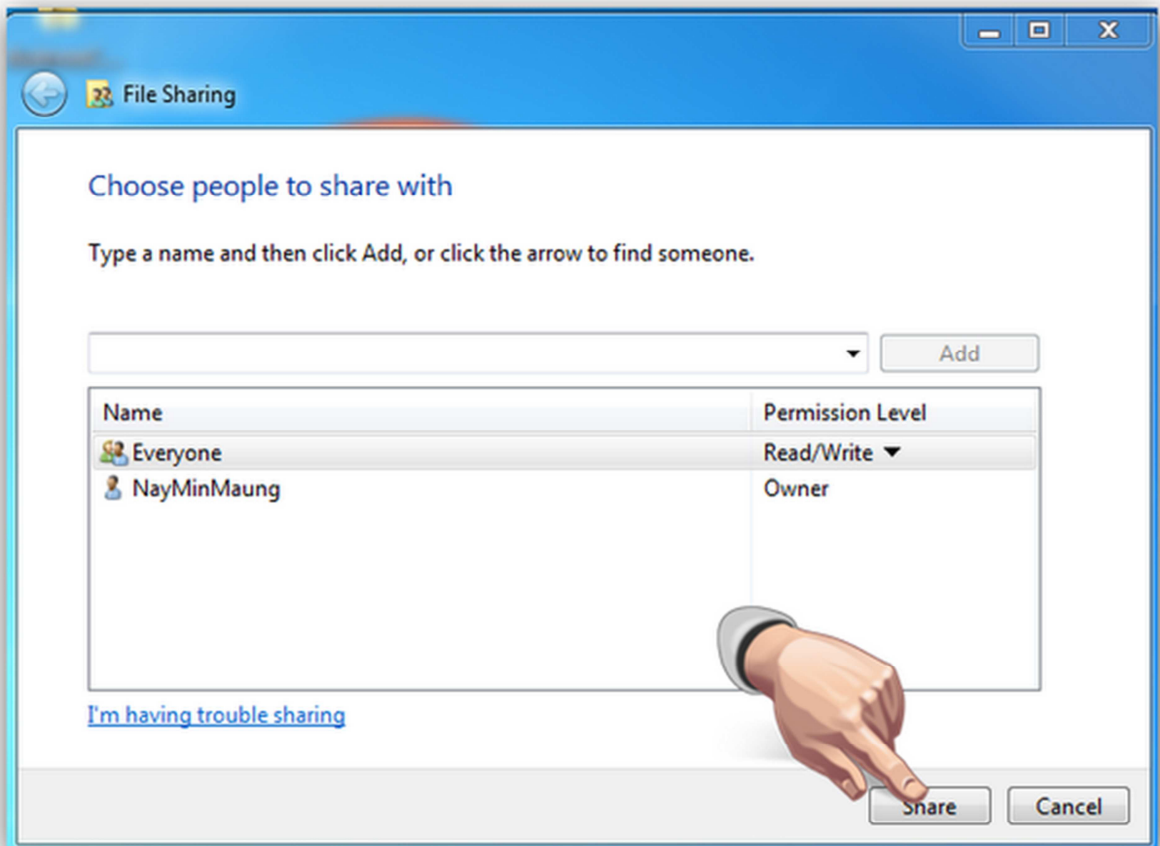 File Sharing
Choose people to share with
Type a name and then click Add, or click the arrow to find someone.
Add
Name Permission Level
Everyone Read/Write
NayMinMaung Owner
I'm having trouble sharing
Share Cancel